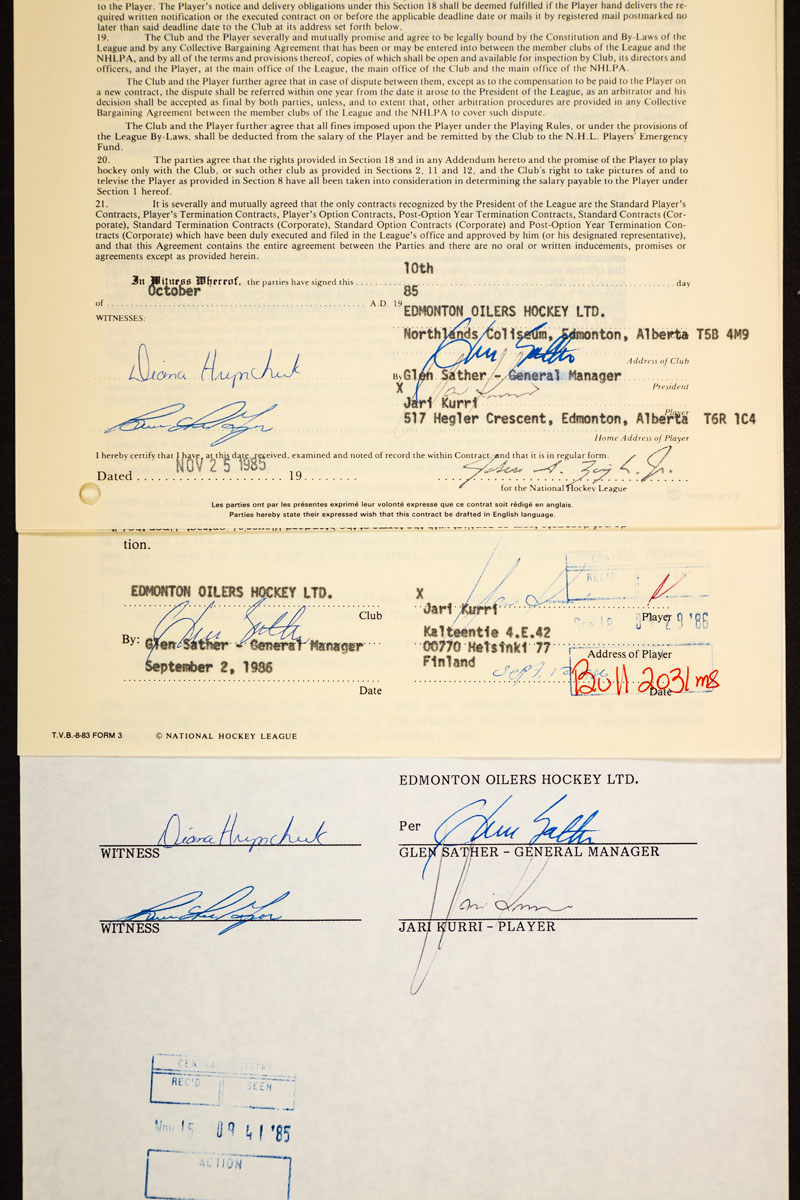 to the Player. The Player's notice and delivery obligations under this Section 18 shall be deemed fulfilled if the Player hand delivers the re-
quired written notification or the executed contract on or before the applicable deadline date or mails it by registered mail postmarked no
later than said deadline date to the Club at its address set forth below.
19. The Club and the Player severally and mutually promise and agree to be legally bound by the Constitution and By-Laws of the
League and by any Collective Bargaining Agreement that has been or may be entered into between the member clubs of the League and the
NHLPA, and by all of the terms and provisions thereof, copies of which shall be open and available for inspection by Club, its directors and
officers, and the Player, at the main office of the League, the main office of the Club and the main office of the NHLPA.
The Club and the Player further agree that in case of dispute between them, except as to the compensation to be paid to the Player on
a new contract, the dispute shall be referred within one year from the date it arose to the President of the League, as an arbitrator and his
decision shall be accepted as final by both parties, unless, and to extent that, other arbitration procedures are provided in any Collective
Bargaining Agreement between the member clubs of the League and the NHLPA to cover such dispute.
The Club and the Player further agree that all fines imposed upon the Player under the Playing Rules, or under the provisions of
the League By-Laws, shall be deducted from the salary of the Player and be remitted by the Club to the N.H.L. Players' Emergency
Fund.
20. The parties agree that the rights provided in Section 18 and in any Addendum hereto and the promise of the Player to play
hockey only with the Club, or such other club as provided in Sections 2, 11 and 12, and the Club's right to take pictures of and to
televise the Player as provided in Section 8 have all been taken into consideration in determining the salary payable to the Player under
Section 1 hereof.
21. It is severally and mutually agreed that the only contracts recognized by the President of the League are the Standard Player's
Contracts, Player's Termination Contracts, Player's Option Contracts, Post-Option Year Termination Contracts, Standard Contracts (Cor-
porate), Standard Termination Contracts (Corporate), Standard Option Contracts (Corporate) and Post-Option Year Termination Con-
tracts (Corporate) which have been duly executed and filed in the League's office and approved by him (or his designated representative),
and that this Agreement contains the entire agreement between the Parties and there are no oral or written inducements, promises or
agreements except as provided herein.
10th
In Witness Whereof, the parties have signed this day
October 85
of A.D. 19
EDMONTON OILERS HOCKEY LTD.
WITNESSES:
Northlands Coliseum, Edmonton, Alberta T5B 4M9
Diana Hrynchuk
Glen Sather
Address of Club
By Glen Sather - General Manager
President
X Jari Kurri
Jari Kurri
Player
517 Hegler Crescent, Edmonton, Alberta T6R 1C4
Home Address of Player
I hereby certify that I have, at this date, received, examined and noted of record the within Contract, and that it is in regular form.
NOV 25 1985
Dated 19
for the National Hockey League
Les parties ont par les présentes exprimé leur volonté expresse que ce contrat soit rédigé en anglais.
Parties hereby state their expressed wish that this contract be drafted in English language.
tion.
EDMONTON OILERS HOCKEY LTD.
X
REC'D
Jari Kurri
Club
Player
Glen Sather
By: Glen Sather - General Manager
Kalteentie 4.E.42
00770 Helsinki 77
Finland
Address of Player
September 2, 1986
Bull 2031 ms
Date
Date
T.V.B.-8-83 FORM 3 © NATIONAL HOCKEY LEAGUE
EDMONTON OILERS HOCKEY LTD.
Diana Hrynchuk
Per Glen Sather
WITNESS
GLEN SATHER - GENERAL MANAGER
Jari Kurri
WITNESS
JARI KURRI - PLAYER
REC'D SEEN
Nov 15 09 41 '85
ACTION